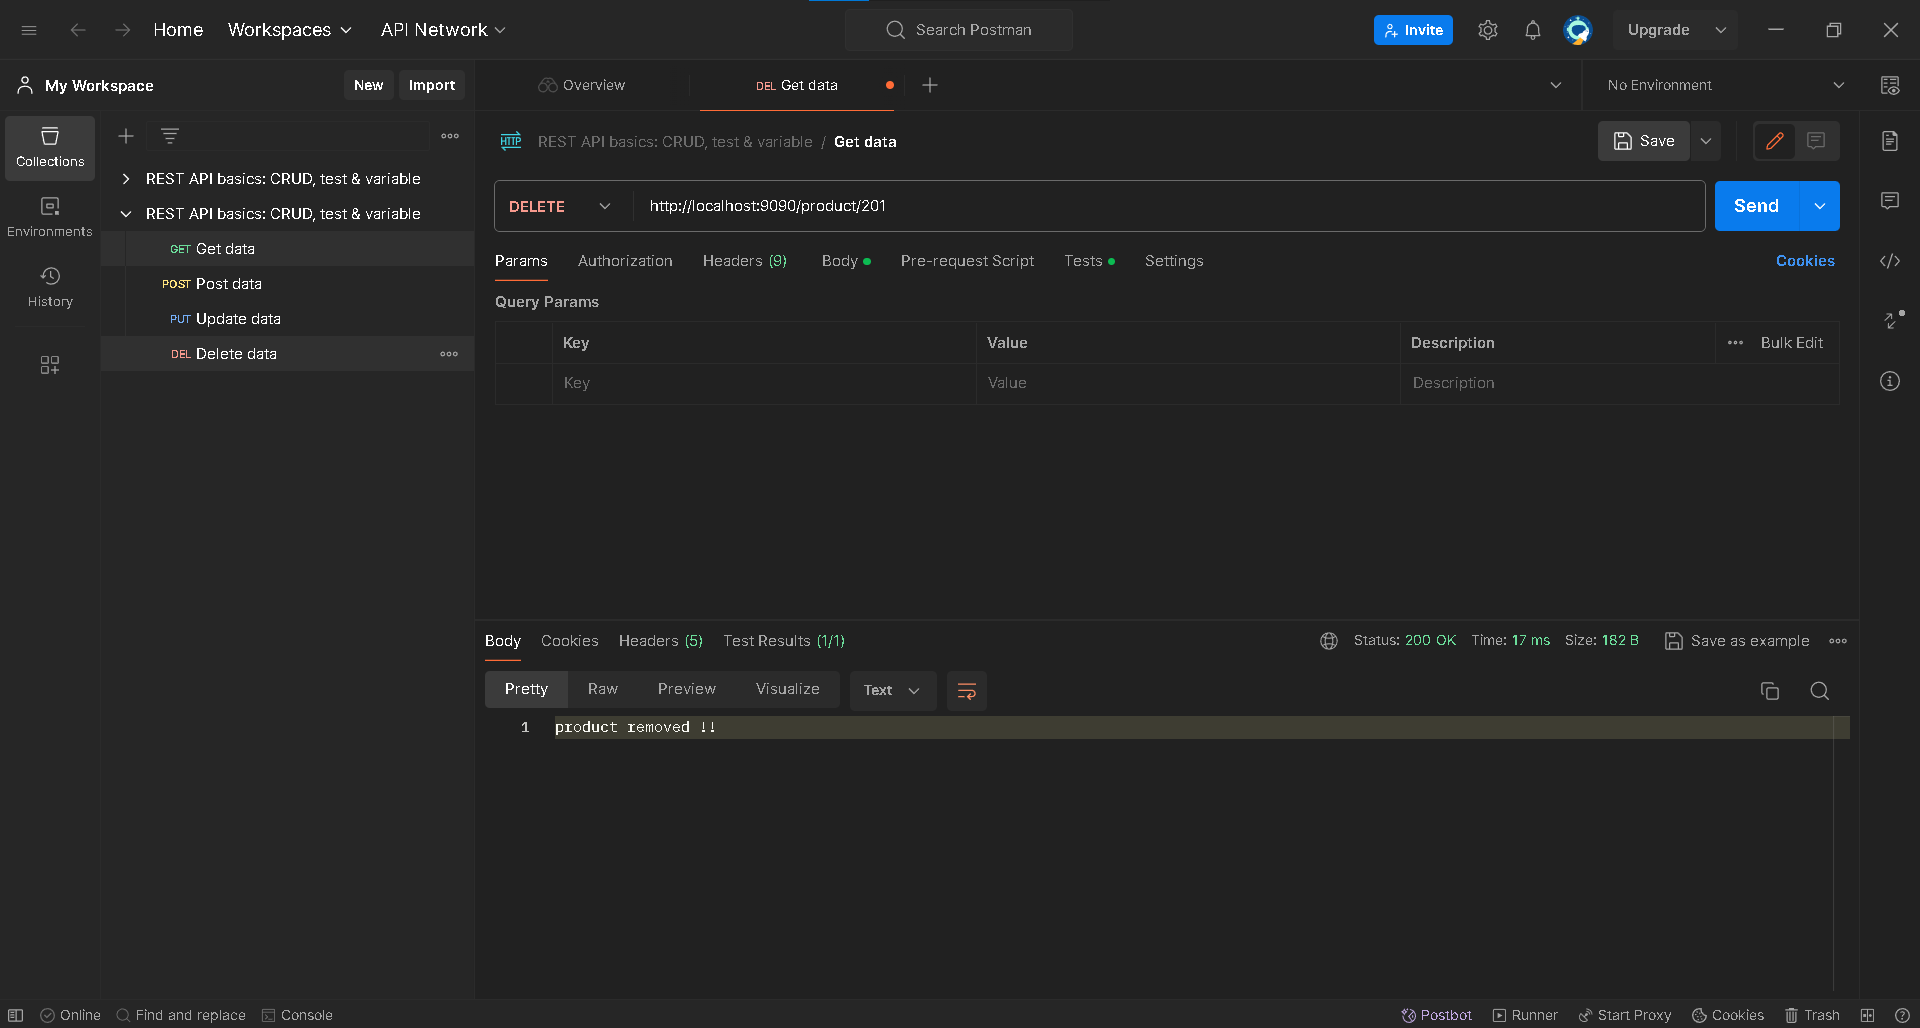 Home Workspaces API Network Search Postman Invite Upgrade
My Workspace New Import Overview DEL Get data No Environment
Collections
Environments
History
REST API basics: CRUD, test & variable
REST API basics: CRUD, test & variable
GET Get data
POST Post data
PUT Update data
DEL Delete data
HTTP REST API basics: CRUD, test & variable / Get data Save
DELETE http://localhost:9090/product/201 Send
Params Authorization Headers (9) Body Pre-request Script Tests Settings Cookies
Query Params
Key Value Description Bulk Edit
Key Value Description
Body Cookies Headers (5) Test Results (1/1) Status: 200 OK Time: 17 ms Size: 182 B Save as example
Pretty Raw Preview Visualize Text
1 product removed !!
Online Find and replace Console Postbot Runner Start Proxy Cookies Trash